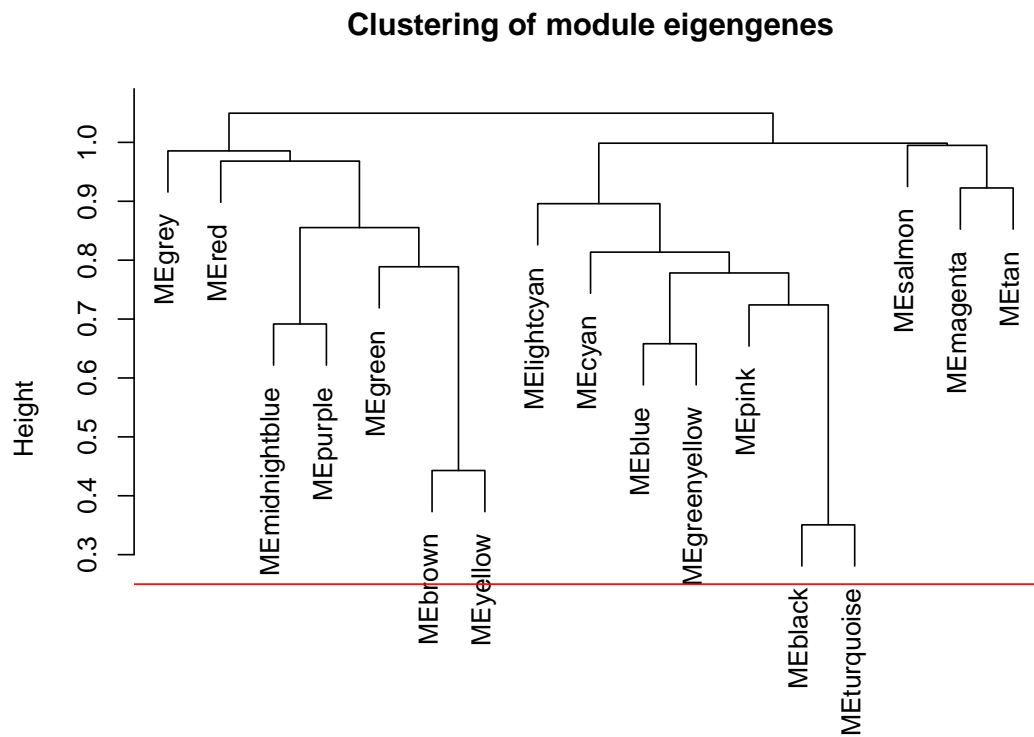 Clustering of module eigengenes
Height
1.0
0.9
0.8
0.7
0.6
0.5
0.4
0.3
MEgrey
MEred
MEmidnightblue
MEpurple
MEgreen
MEbrown
MEyellow
MElightcyan
MEcyan
MEblue
MEgreenyellow
MEpink
MEblack
MEturquoise
MEsalmon
MEmagenta
MEtan